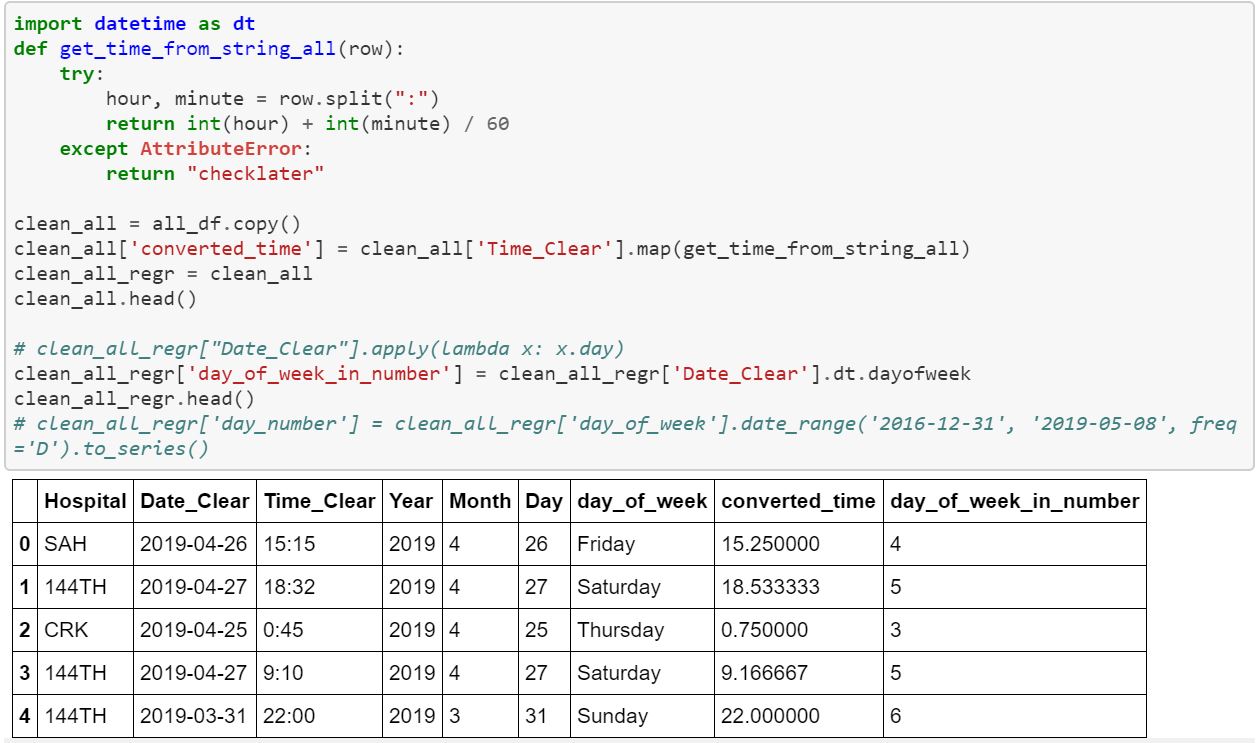 import datetime as dt
def get_time_from_string_all(row):
    try:
        hour, minute = row.split(":")
        return int(hour) + int(minute) / 60
    except AttributeError:
        return "checklater"

clean_all = all_df.copy()
clean_all['converted_time'] = clean_all['Time_Clear'].map(get_time_from_string_all)
clean_all_regr = clean_all
clean_all.head()

# clean_all_regr["Date_Clear"].apply(lambda x: x.day)
clean_all_regr['day_of_week_in_number'] = clean_all_regr['Date_Clear'].dt.dayofweek
clean_all_regr.head()
# clean_all_regr['day_number'] = clean_all_regr['day_of_week'].date_range('2016-12-31', '2019-05-08', freq
='D').to_series()
Hospital Date_Clear Time_Clear Year Month Day day_of_week converted_time day_of_week_in_number
0 SAH 2019-04-26 15:15 2019 4 26 Friday 15.250000 4
1 144TH 2019-04-27 18:32 2019 4 27 Saturday 18.533333 5
2 CRK 2019-04-25 0:45 2019 4 25 Thursday 0.750000 3
3 144TH 2019-04-27 9:10 2019 4 27 Saturday 9.166667 5
4 144TH 2019-03-31 22:00 2019 3 31 Sunday 22.000000 6